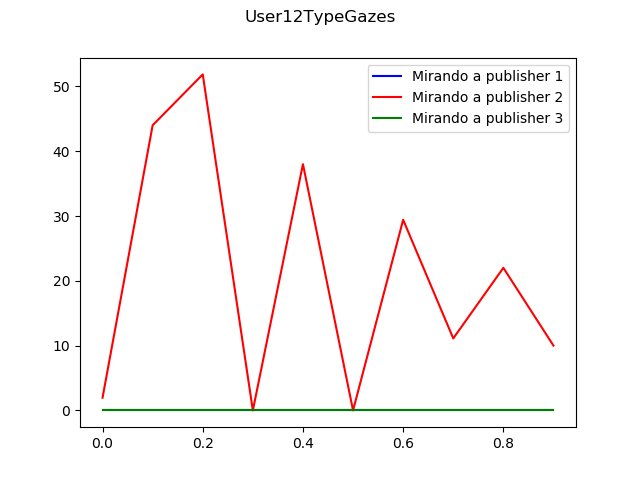 User12TypeGazes
Mirando a publisher 1
Mirando a publisher 2
Mirando a publisher 3
50
40
30
20
10
0
0.0 0.2 0.4 0.6 0.8